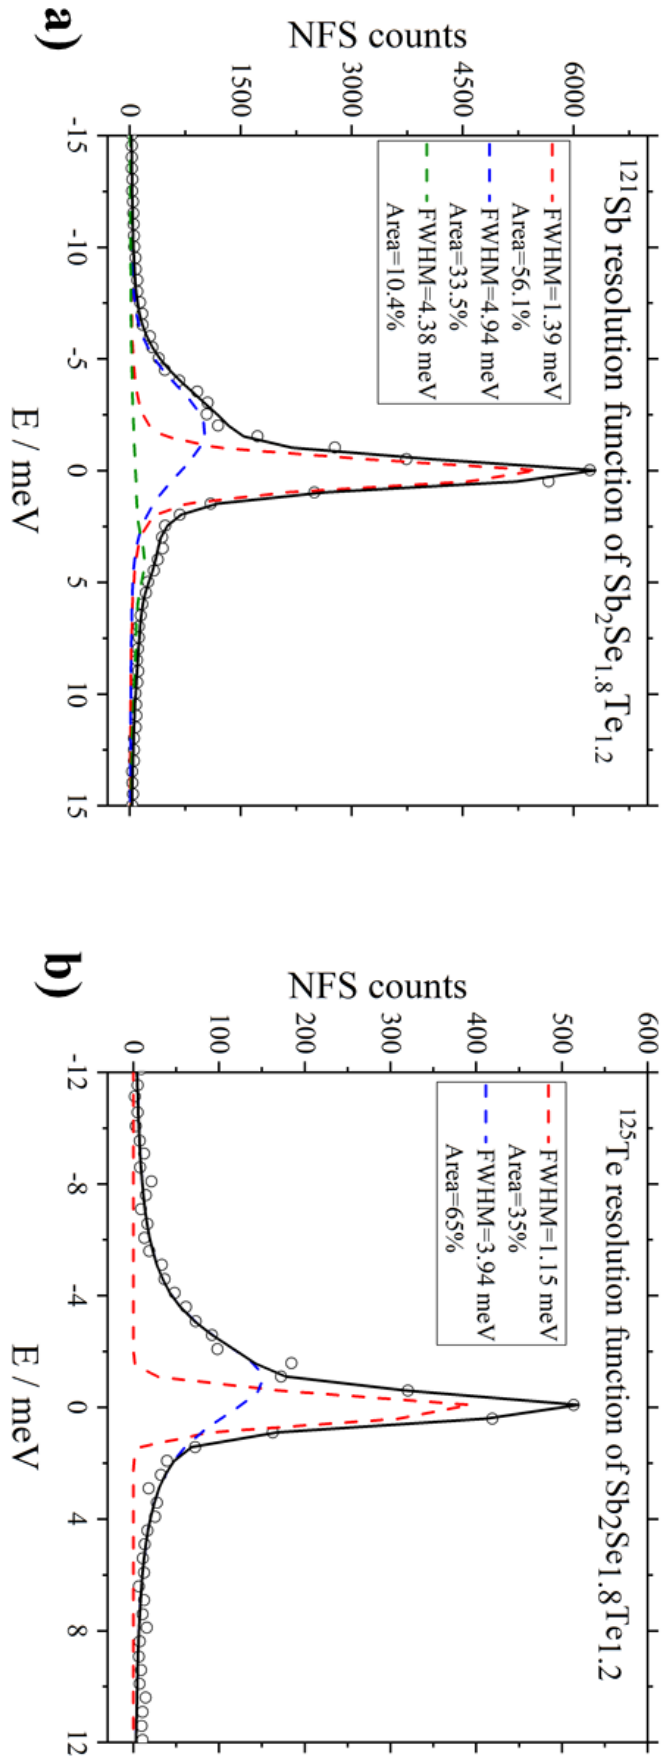 a)
NFS counts
6000
4500
3000
1500
0
¹²¹Sb resolution function of Sb₂Se₁.₈Te₁.₂
FWHM=1.39 meV
Area=56.1%
FWHM=4.94 meV
Area=33.5%
FWHM=4.38 meV
Area=10.4%
-15 -10 -5 0 5 10 15
E / meV
b)
NFS counts
600
500
400
300
200
100
0
¹²⁵Te resolution function of Sb2Se1.8Te1.2
FWHM=1.15 meV
Area=35%
FWHM=3.94 meV
Area=65%
-12 -8 -4 0 4 8 12
E / meV